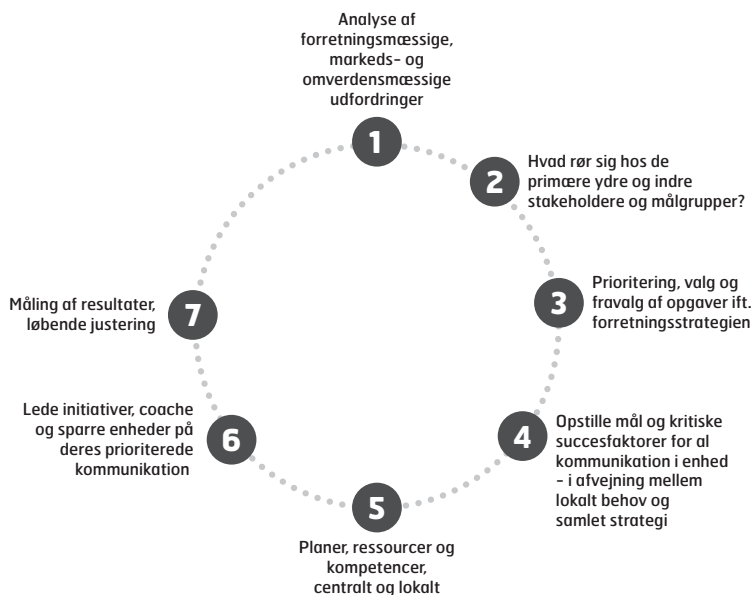 Analyse af
forretningsmæssige,
markeds- og
omverdensmæssige
udfordringer
1
2
Hvad rør sig hos de
primære ydre og indre
stakeholdere og målgrupper?
3
Prioritering, valg og
fravalg af opgaver ift.
forretningsstrategien
4
Opstille mål og kritiske
succesfaktorer for al
kommunikation i enhed
– i afvejning mellem
lokalt behov og
samlet strategi
5
Planer, ressourcer og
kompetencer,
centralt og lokalt
6
Lede initiativer, coache
og sparre enheder på
deres prioriterede
kommunikation
7
Måling af resultater,
løbende justering